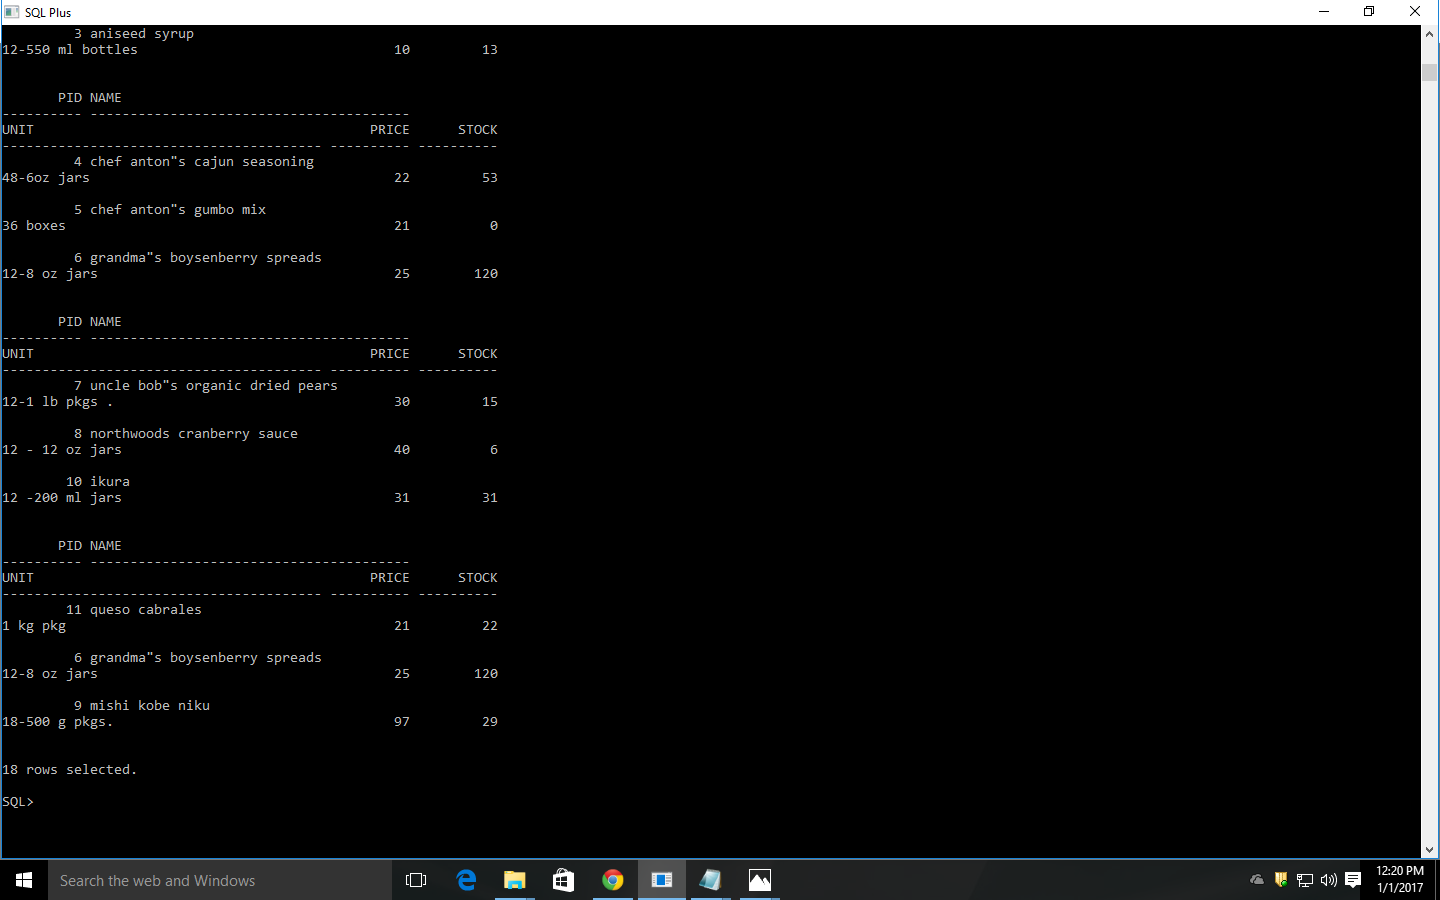 SQL Plus
3 aniseed syrup
12-550 ml bottles 10 13
PID NAME
---------- ----------------------------------------
UNIT PRICE STOCK
---------------------------------------- ---------- ----------
4 chef anton"s cajun seasoning
48-6oz jars 22 53
5 chef anton"s gumbo mix
36 boxes 21 0
6 grandma"s boysenberry spreads
12-8 oz jars 25 120
PID NAME
---------- ----------------------------------------
UNIT PRICE STOCK
---------------------------------------- ---------- ----------
7 uncle bob"s organic dried pears
12-1 lb pkgs . 30 15
8 northwoods cranberry sauce
12 - 12 oz jars 40 6
10 ikura
12 -200 ml jars 31 31
PID NAME
---------- ----------------------------------------
UNIT PRICE STOCK
---------------------------------------- ---------- ----------
11 queso cabrales
1 kg pkg 21 22
6 grandma"s boysenberry spreads
12-8 oz jars 25 120
9 mishi kobe niku
18-500 g pkgs. 97 29
18 rows selected.
SQL>
Search the web and Windows
12:20 PM
1/1/2017